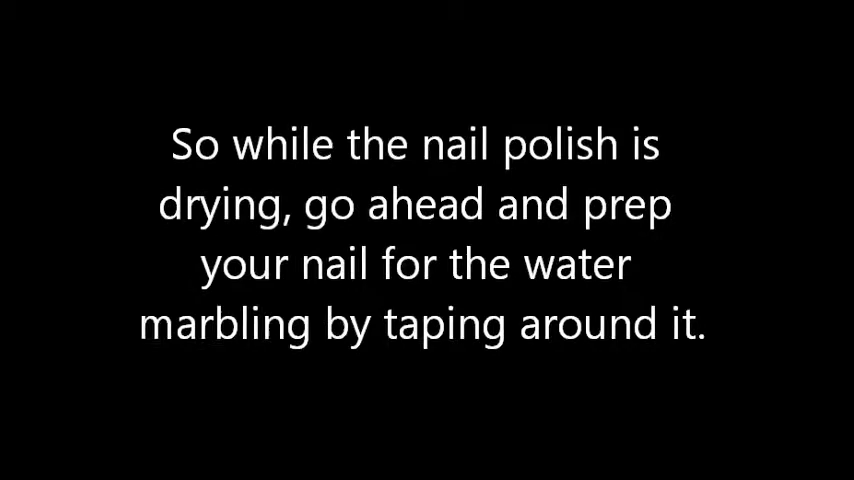 So while the nail polish is
drying, go ahead and prep
your nail for the water
marbling by taping around it.